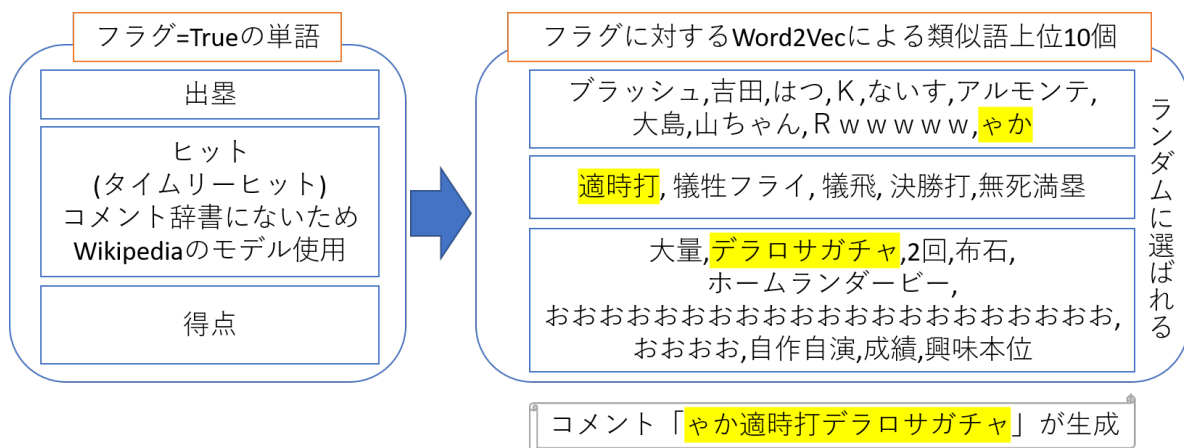 フラグ=Trueの単語
出塁
ヒット
(タイムリーヒット)
コメント辞書にないため
Wikipediaのモデル使用
得点
フラグに対するWord2Vecによる類似語上位10個
ブラッシュ,吉田,はつ,Ｋ,ないす,アルモンテ,
大島,山ちゃん,Ｒｗｗｗｗｗ,ゃか
適時打, 犠牲フライ, 犠飛, 決勝打,無死満塁
大量,デラロサガチャ,2回,布石,
ホームランダービー,
おおおおおおおおおおおおおおおおおおおおお,
おおおお,自作自演,成績,興味本位
ランダムに選ばれる
コメント「ゃか適時打デラロサガチャ」が生成